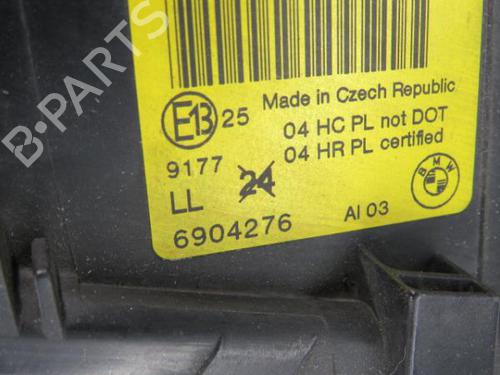 Made in Czech Republic
E13 25
04 HC PL not DOT
9177
04 HR PL certified
LL 24
BMW
6904276
AI 03
B-PARTS